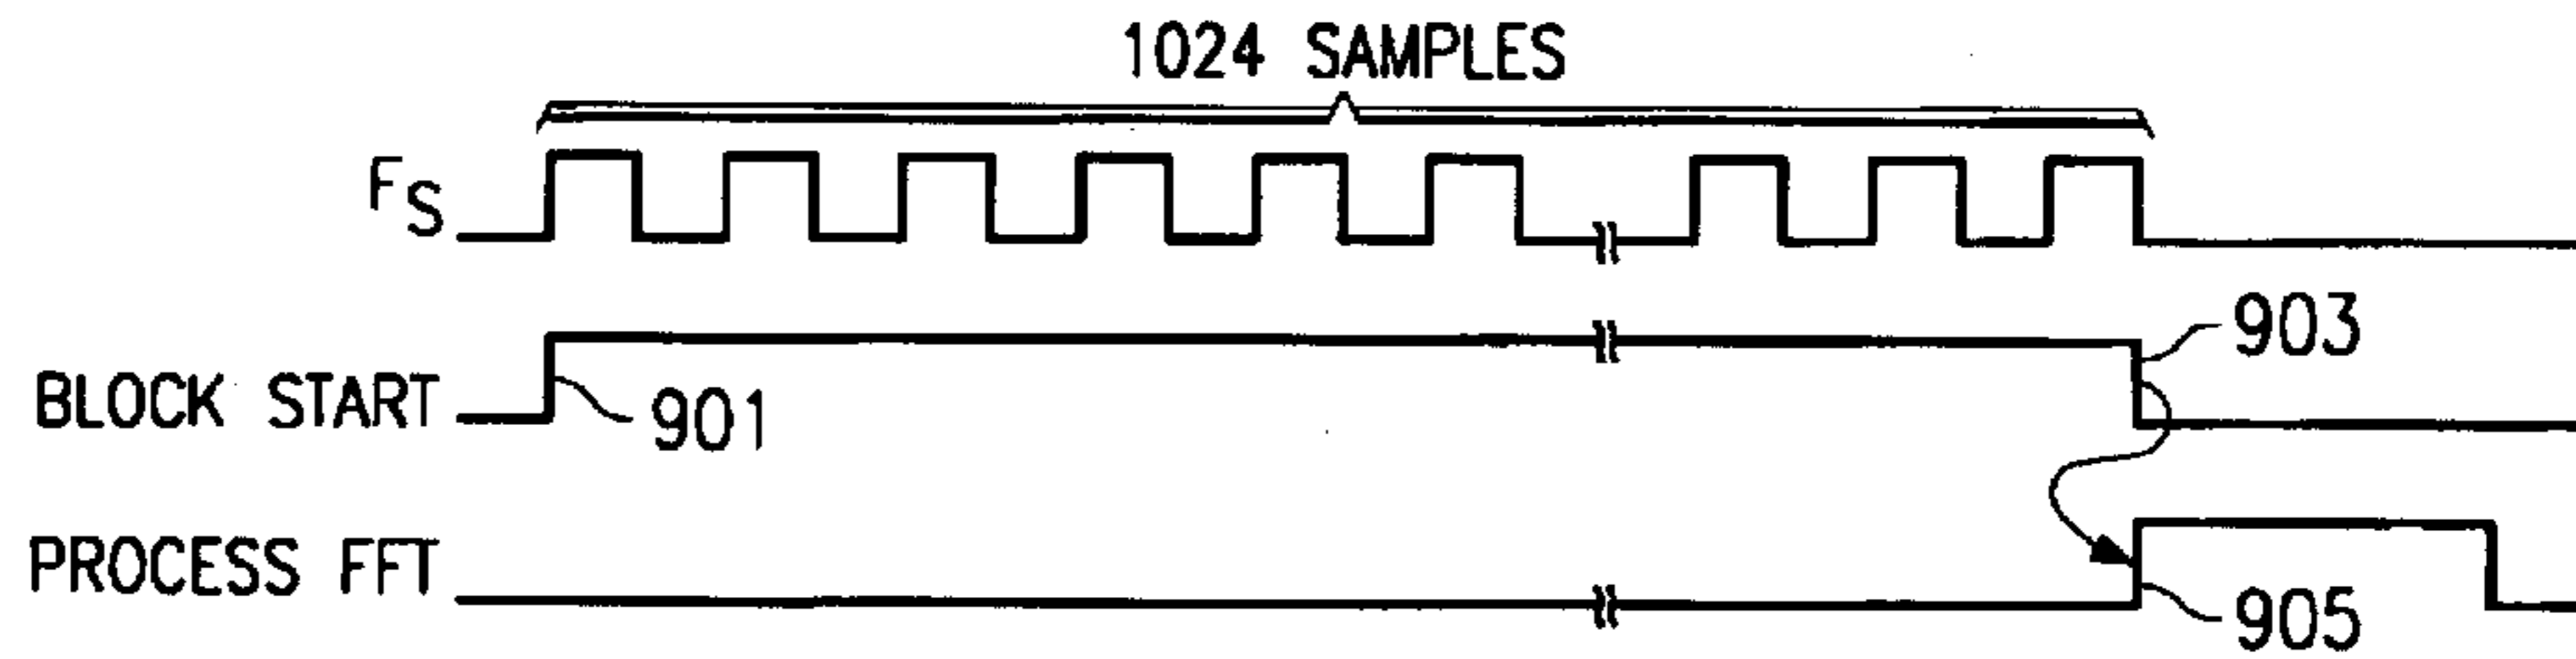 1024 SAMPLES
FS
BLOCK START
901
903
PROCESS FFT
905